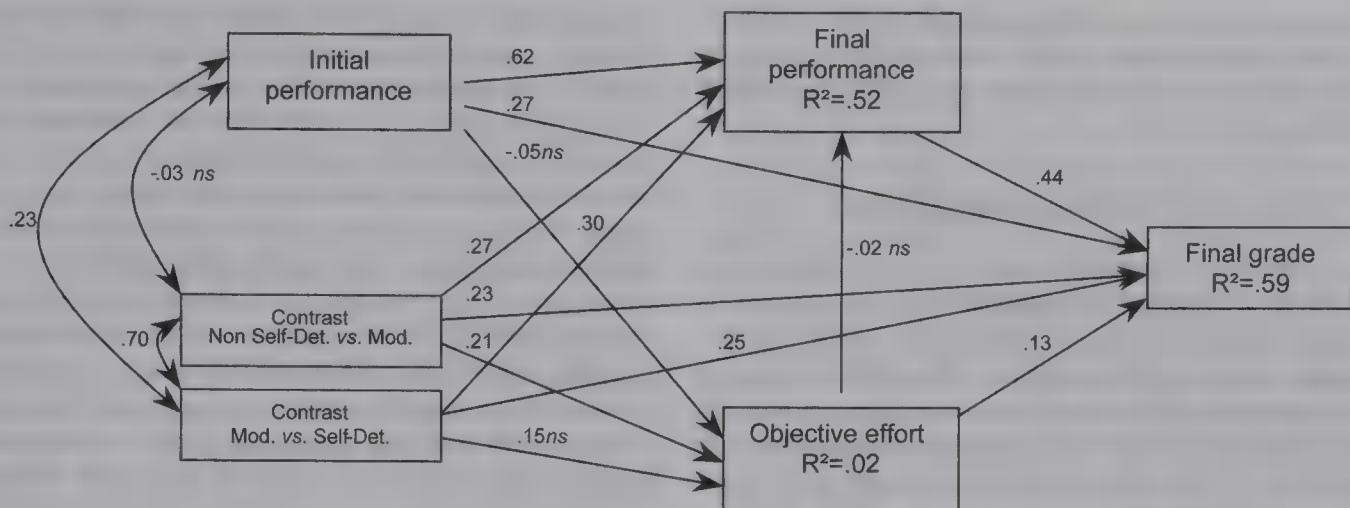 Initial
performance
Final
performance
R²=.52
.62
.27
-.05ns
-.03 ns
.23
.44
.30
.27
-.02 ns
Final grade
R²=.59
.23
Contrast
Non Self-Det. vs. Mod.
.70
.21
.25
.13
Contrast
Mod. vs. Self-Det.
.15ns
Objective effort
R²=.02